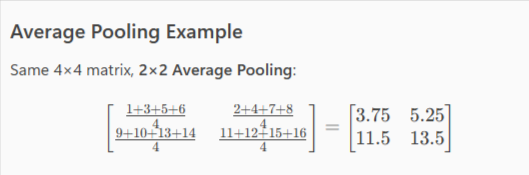 Average Pooling Example
Same 4×4 matrix, 2×2 Average Pooling:
[ (1+3+5+6)/4 (2+4+7+8)/4 ] = [ 3.75 5.25 ]
[ (9+10+13+14)/4 (11+12+15+16)/4 ] [ 11.5 13.5 ]